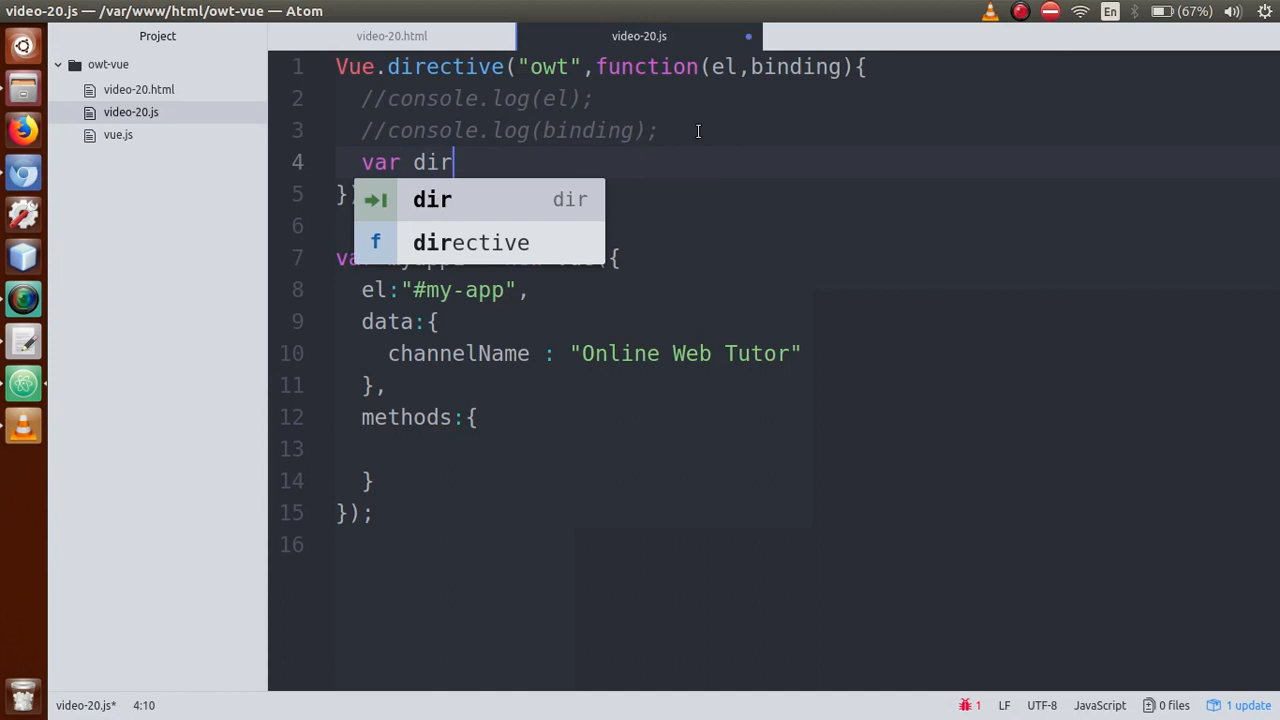 video-20.js — /var/www/html/owt-vue — Atom
En
(67%)
Project
video-20.html
video-20.js
owt-vue
video-20.html
video-20.js
vue.js
1 Vue.directive("owt",function(el,binding){
2 //console.log(el);
3 //console.log(binding);
4 var dir
5 })
dir dir
f directive
6
7
8 el:"#my-app",
9 data:{
10 channelName : "Online Web Tutor"
11 },
12 methods:{
13
14 }
15 });
16
video-20.js* 4:10
1 LF UTF-8 JavaScript 0 files 1 update